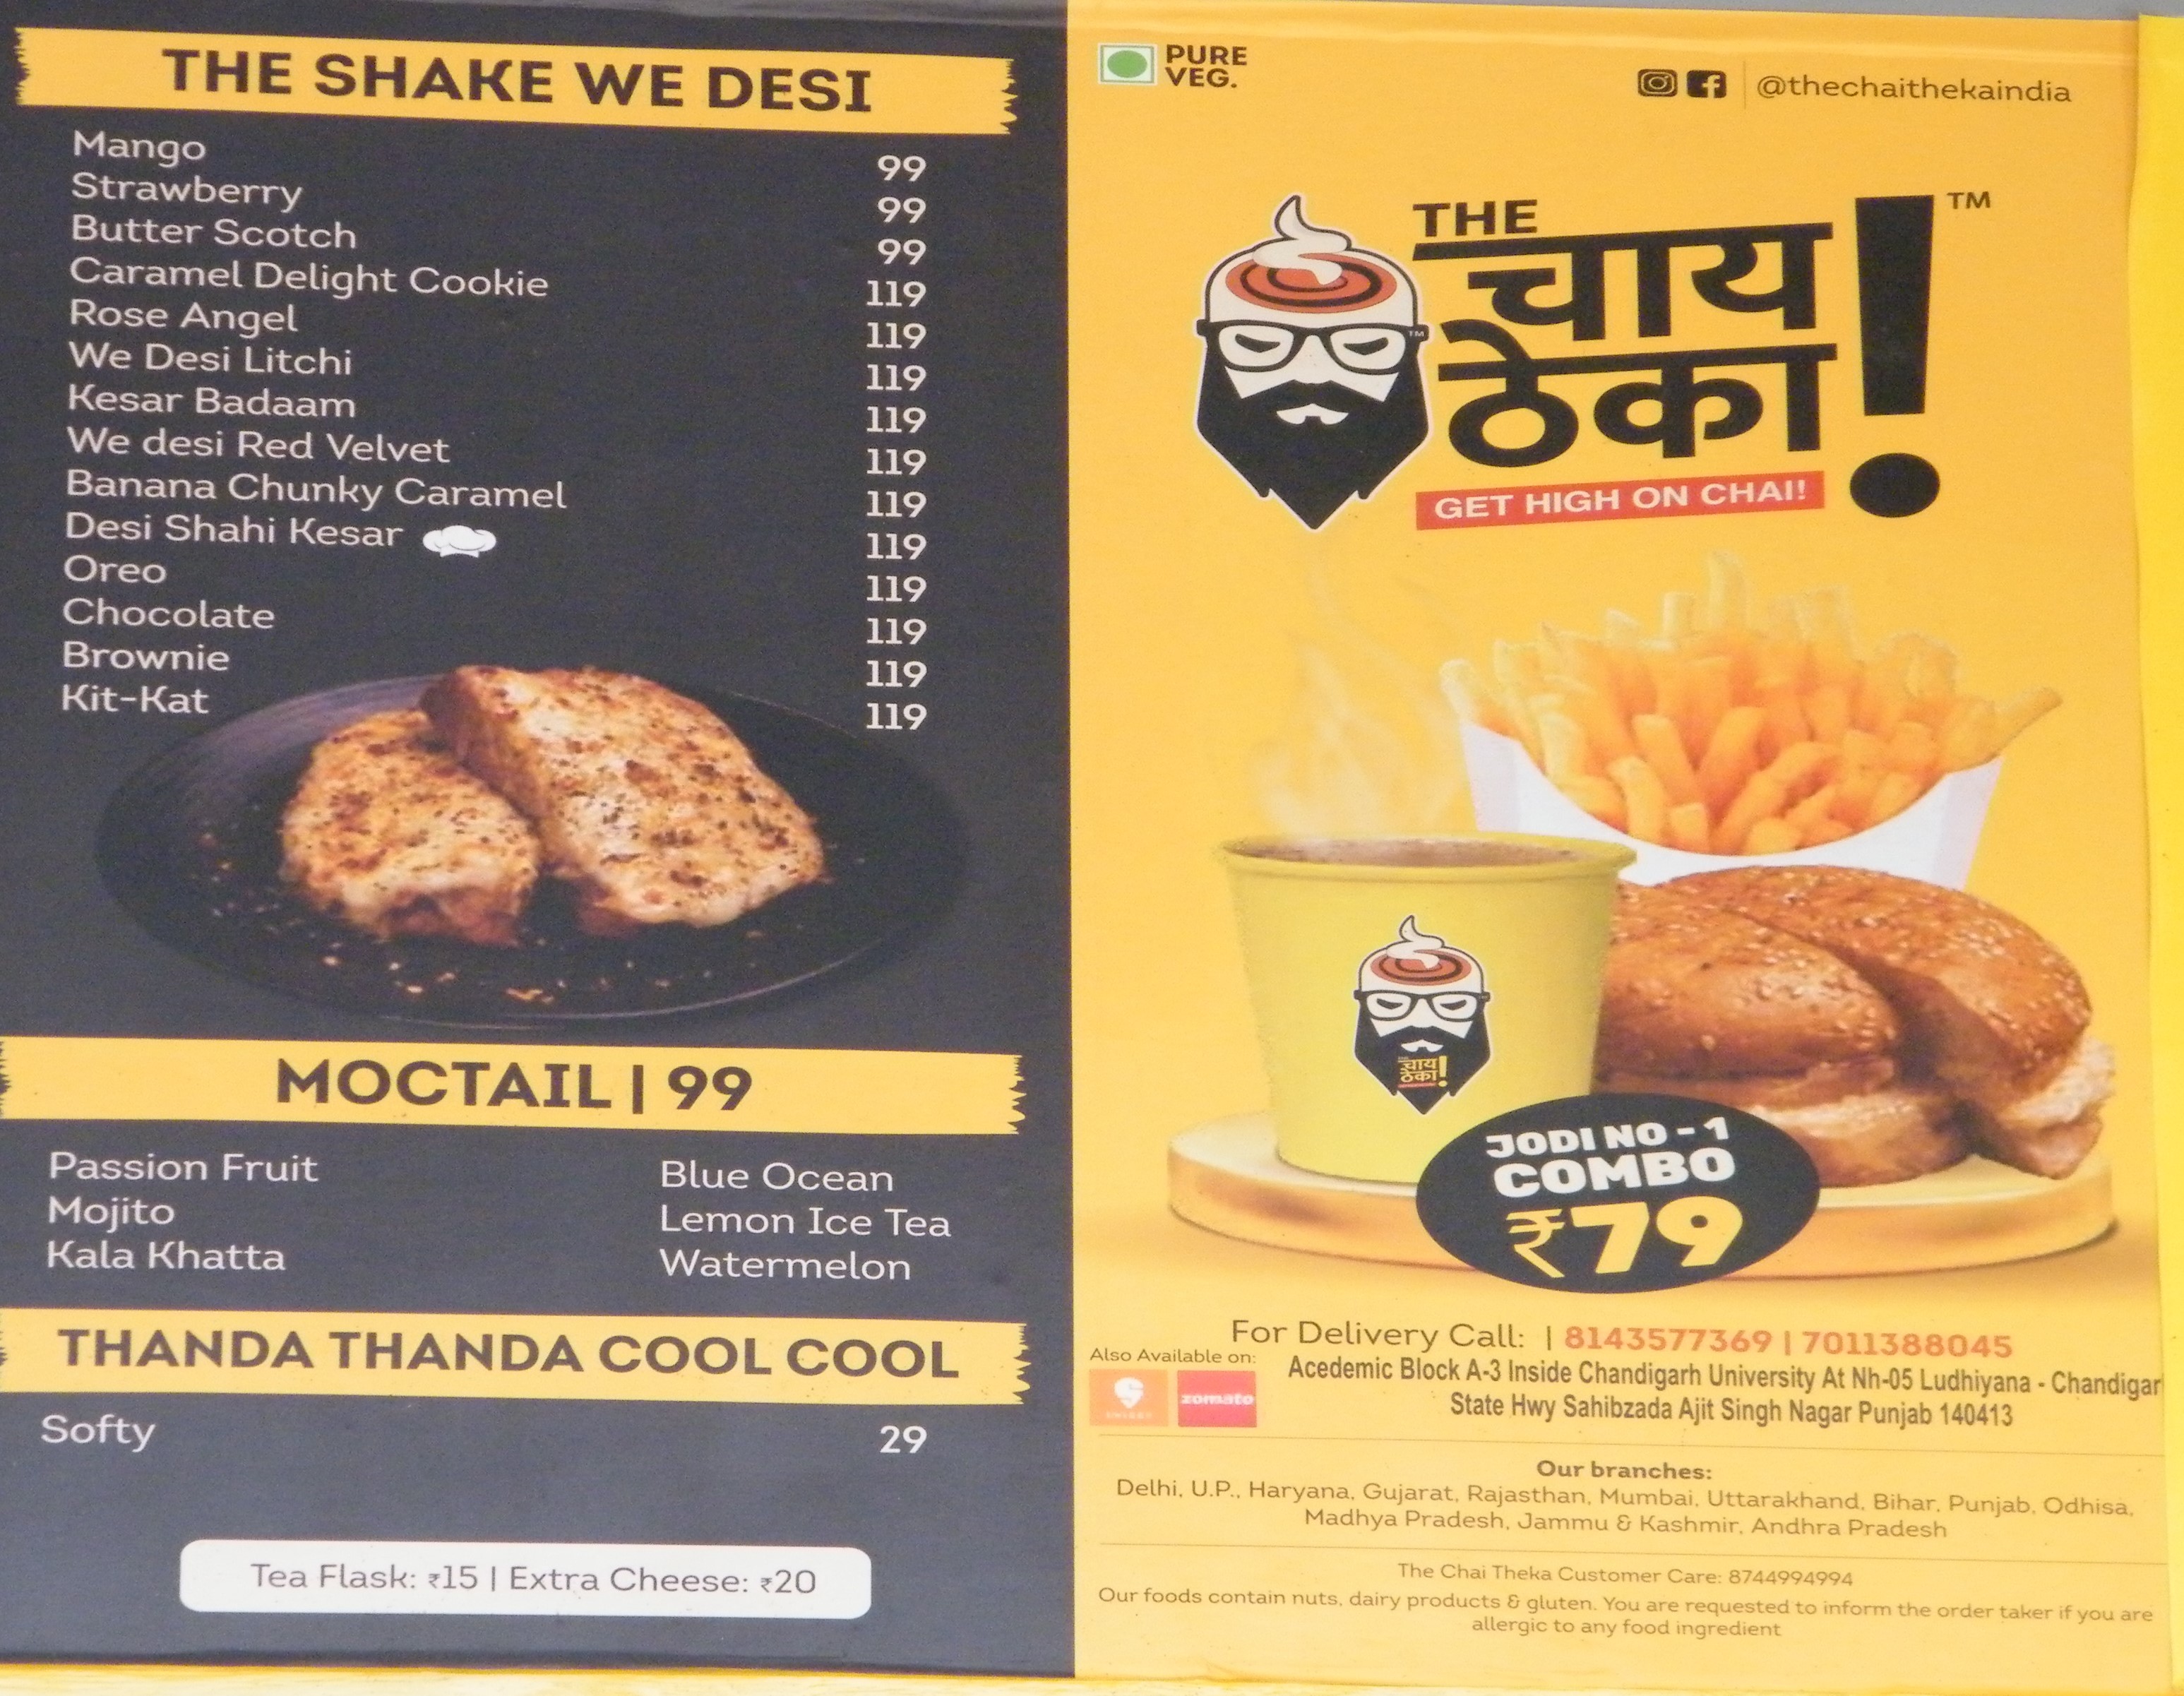 THE SHAKE WE DESI
Mango 99
Strawberry 99
Butter Scotch 99
Caramel Delight Cookie 119
Rose Angel 119
We Desi Litchi 119
Kesar Badaam 119
We desi Red Velvet 119
Banana Chunky Caramel 119
Desi Shahi Kesar 119
Oreo 119
Chocolate 119
Brownie 119
Kit-Kat 119
MOCTAIL | 99
Passion Fruit
Mojito
Kala Khatta
Blue Ocean
Lemon Ice Tea
Watermelon
THANDA THANDA COOL COOL
Softy 29
Tea Flask: ₹15 | Extra Cheese: ₹20
PURE
VEG.
@thechaithekaindia
THE
चाय
ठेका!
TM
TM
GET HIGH ON CHAI!
चाय
ठेका!
JODI NO - 1
COMBO
₹79
For Delivery Call: | 8143577369 | 7011388045
Also Available on:
SWIGGY
zomato
Acedemic Block A-3 Inside Chandigarh University At Nh-05 Ludhiyana - Chandigar
State Hwy Sahibzada Ajit Singh Nagar Punjab 140413
Our branches:
Delhi, U.P., Haryana, Gujarat, Rajasthan, Mumbai, Uttarakhand, Bihar, Punjab, Odhisa,
Madhya Pradesh, Jammu & Kashmir, Andhra Pradesh
The Chai Theka Customer Care: 8744994994
Our foods contain nuts, dairy products & gluten. You are requested to inform the order taker if you are
allergic to any food ingredient